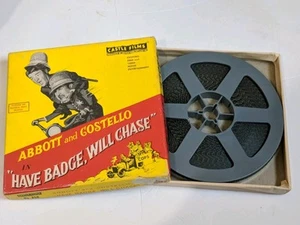 CASTLE FILMS
ABBOTT and COSTELLO
IN
"HAVE BADGE, WILL CHASE"